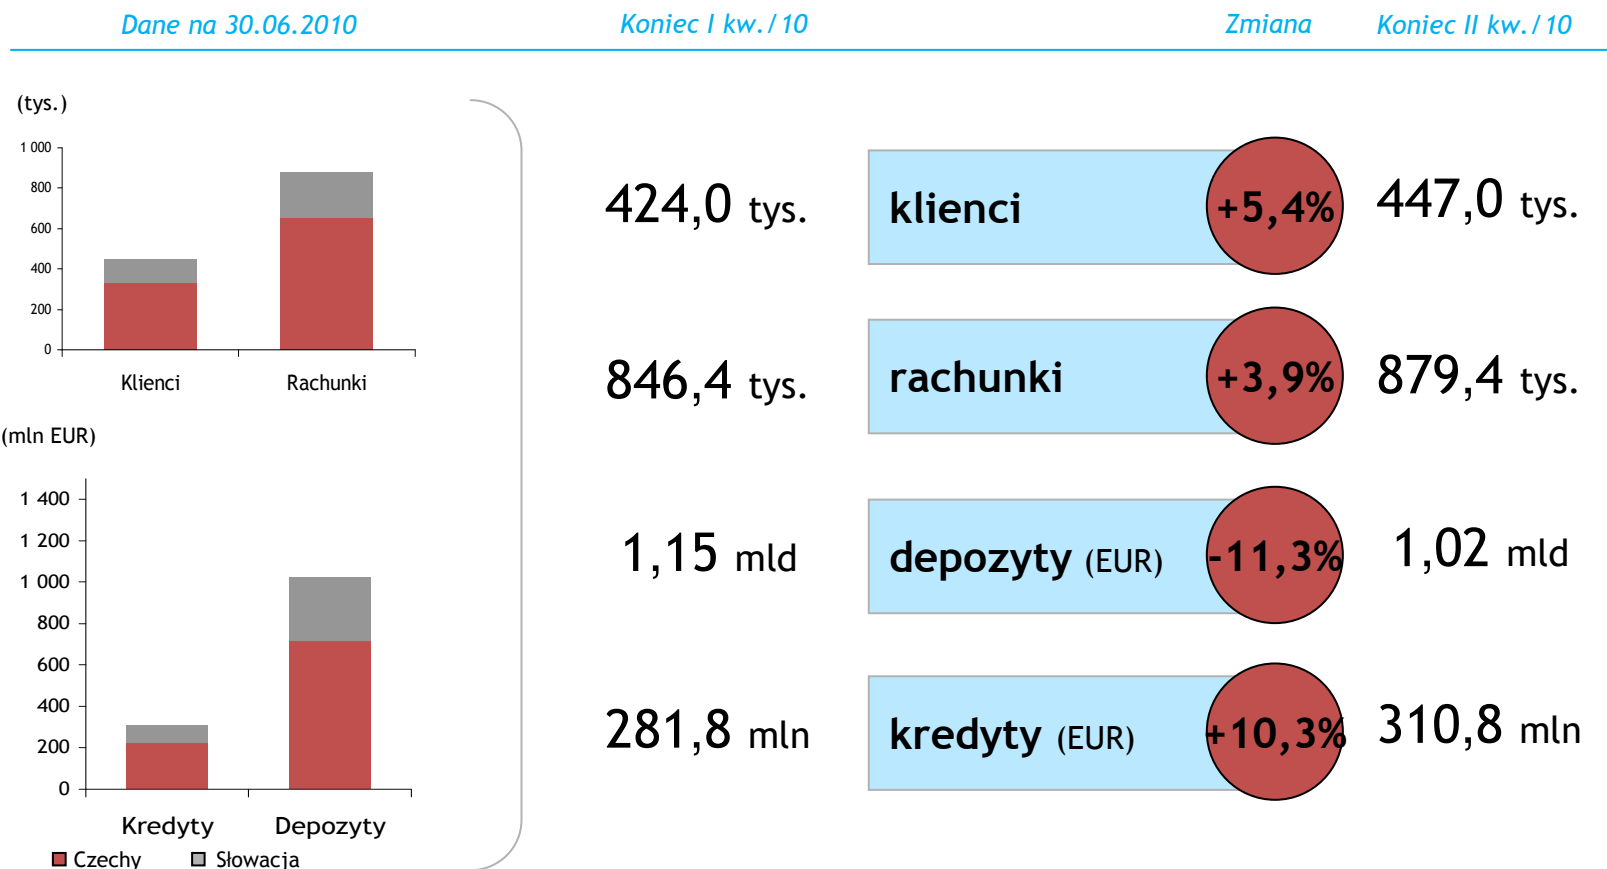 Dane na 30.06.2010
Koniec I kw./10
Zmiana
Koniec II kw./10
(tys.)
1 000
800
600
400
200
0
Klienci
Rachunki
(mln EUR)
1 400
1 200
1 000
800
600
400
200
0
Kredyty
Depozyty
Czechy
Słowacja
424,0 tys.
klienci
+5,4%
447,0 tys.
846,4 tys.
rachunki
+3,9%
879,4 tys.
1,15 mld
depozyty (EUR)
-11,3%
1,02 mld
281,8 mln
kredyty (EUR)
+10,3%
310,8 mln